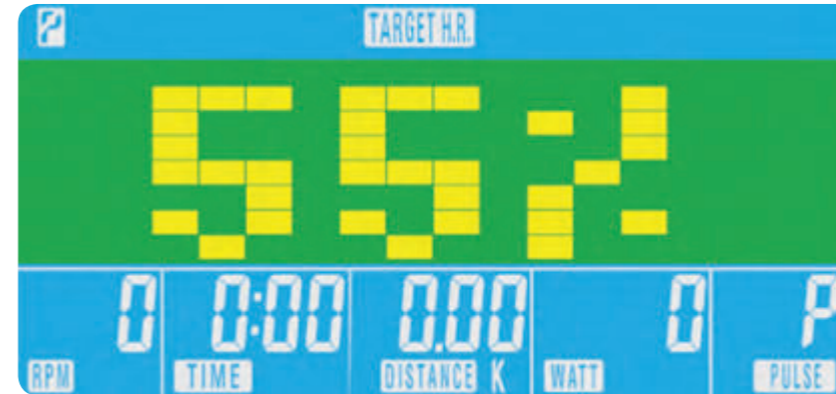 P TARGET H.R.
55%
0 0:00 0.00 0 P
RPM TIME DISTANCE K WATT PULSE